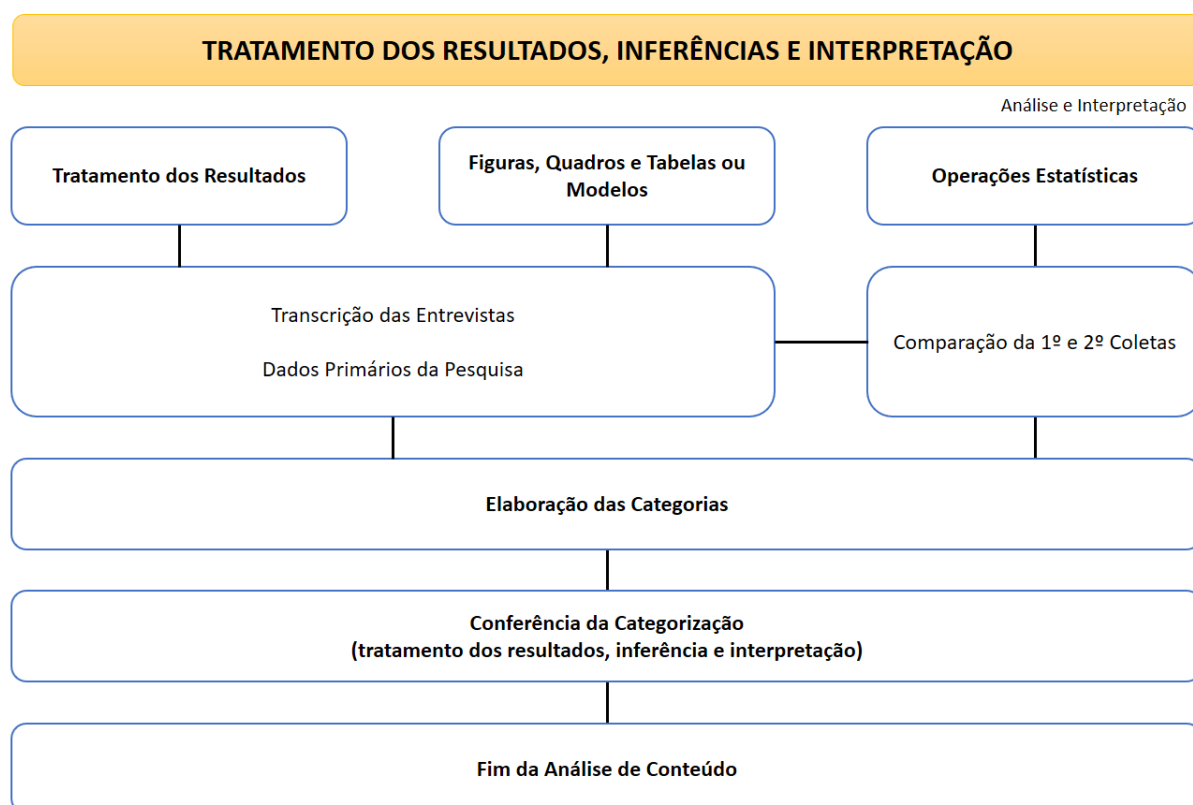 TRATAMENTO DOS RESULTADOS, INFERÊNCIAS E INTERPRETAÇÃO
Análise e Interpretação
Tratamento dos Resultados
Figuras, Quadros e Tabelas ou
Modelos
Operações Estatísticas
Transcrição das Entrevistas
Dados Primários da Pesquisa
Comparação da 1º e 2º Coletas
Elaboração das Categorias
Conferência da Categorização
(tratamento dos resultados, inferência e interpretação)
Fim da Análise de Conteúdo